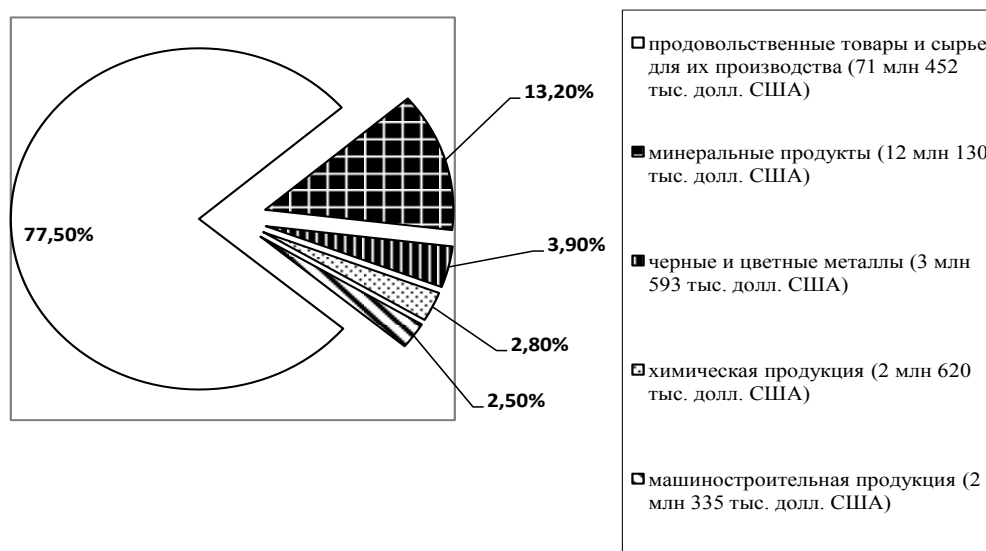 13,20%
77,50%
3,90%
2,80%
2,50%
продовольственные товары и сырье
для их производства (71 млн 452
тыс. долл. США)
минеральные продукты (12 млн 130
тыс. долл. США)
черные и цветные металлы (3 млн
593 тыс. долл. США)
химическая продукция (2 млн 620
тыс. долл. США)
машиностроительная продукция (2
млн 335 тыс. долл. США)